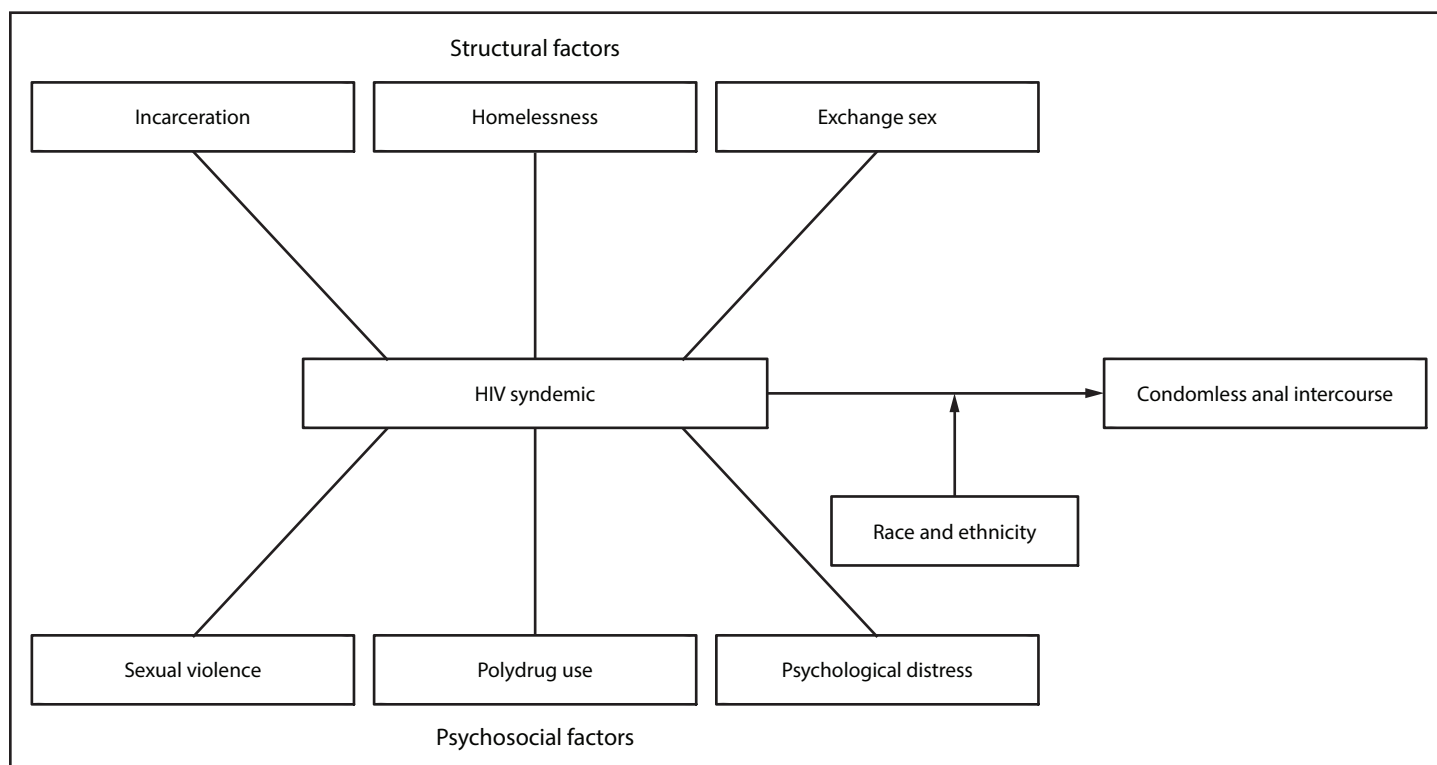 Structural factors
Incarceration
Homelessness
Exchange sex
HIV syndemic
Condomless anal intercourse
Race and ethnicity
Sexual violence
Polydrug use
Psychological distress
Psychosocial factors